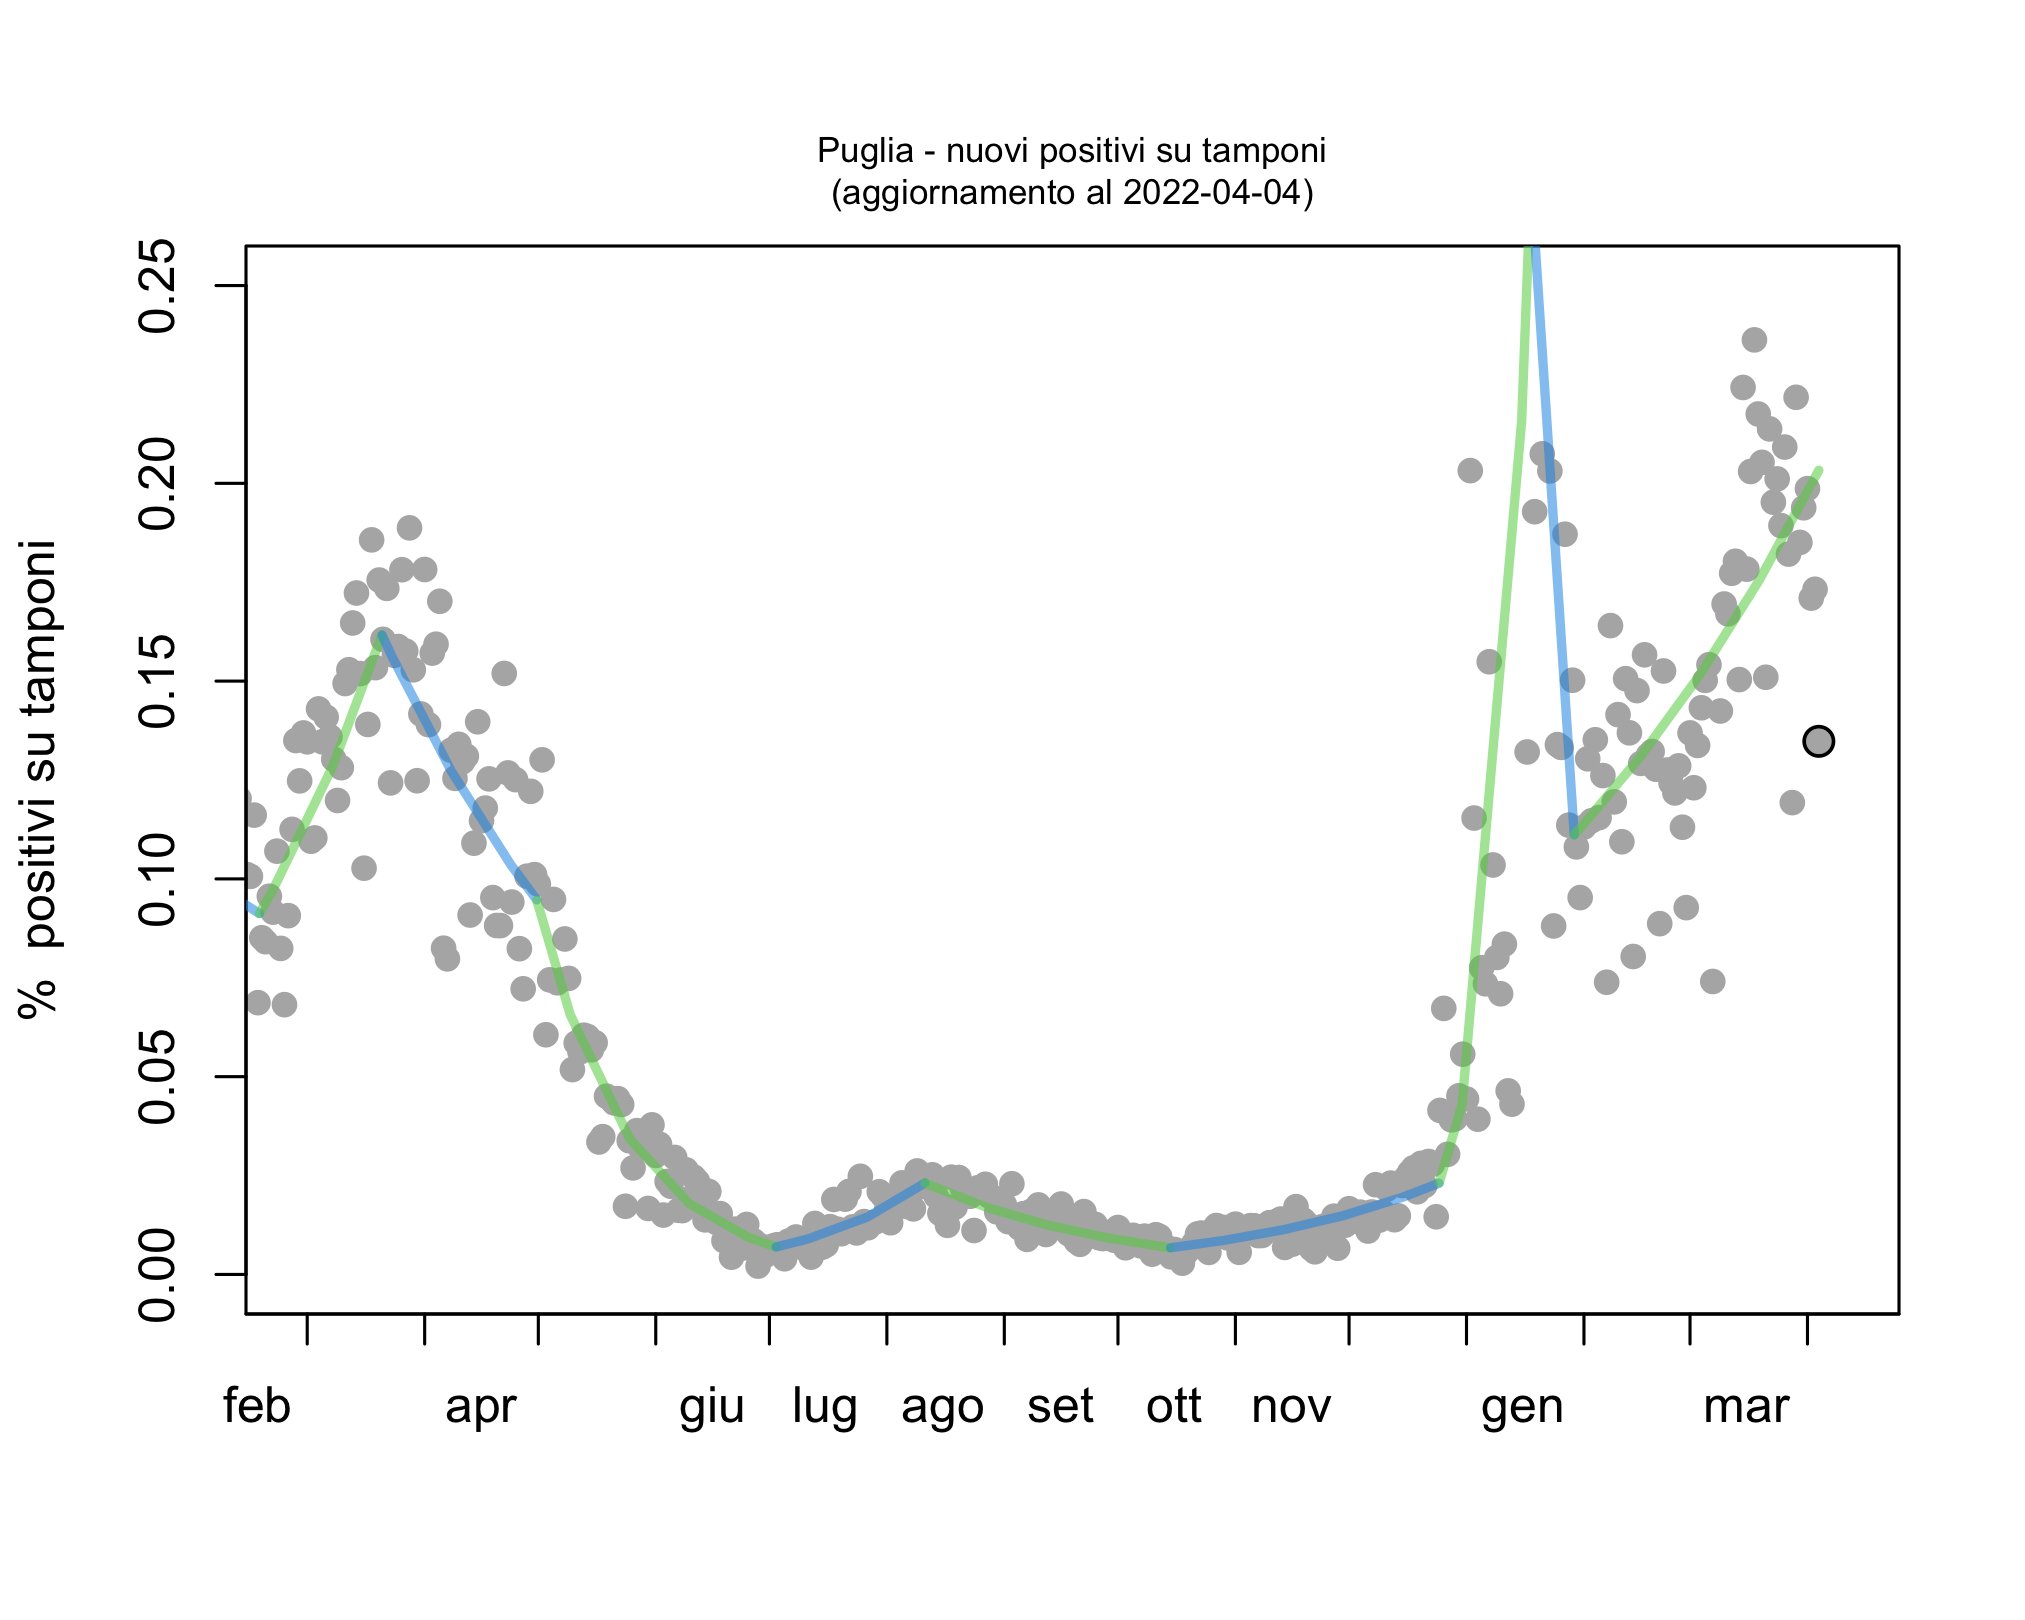 Puglia - nuovi positivi su tamponi
(aggiornamento al 2022-04-04)
% positivi su tamponi
0.25
0.20
0.15
0.10
0.05
0.00
feb apr giu lug ago set ott nov gen mar